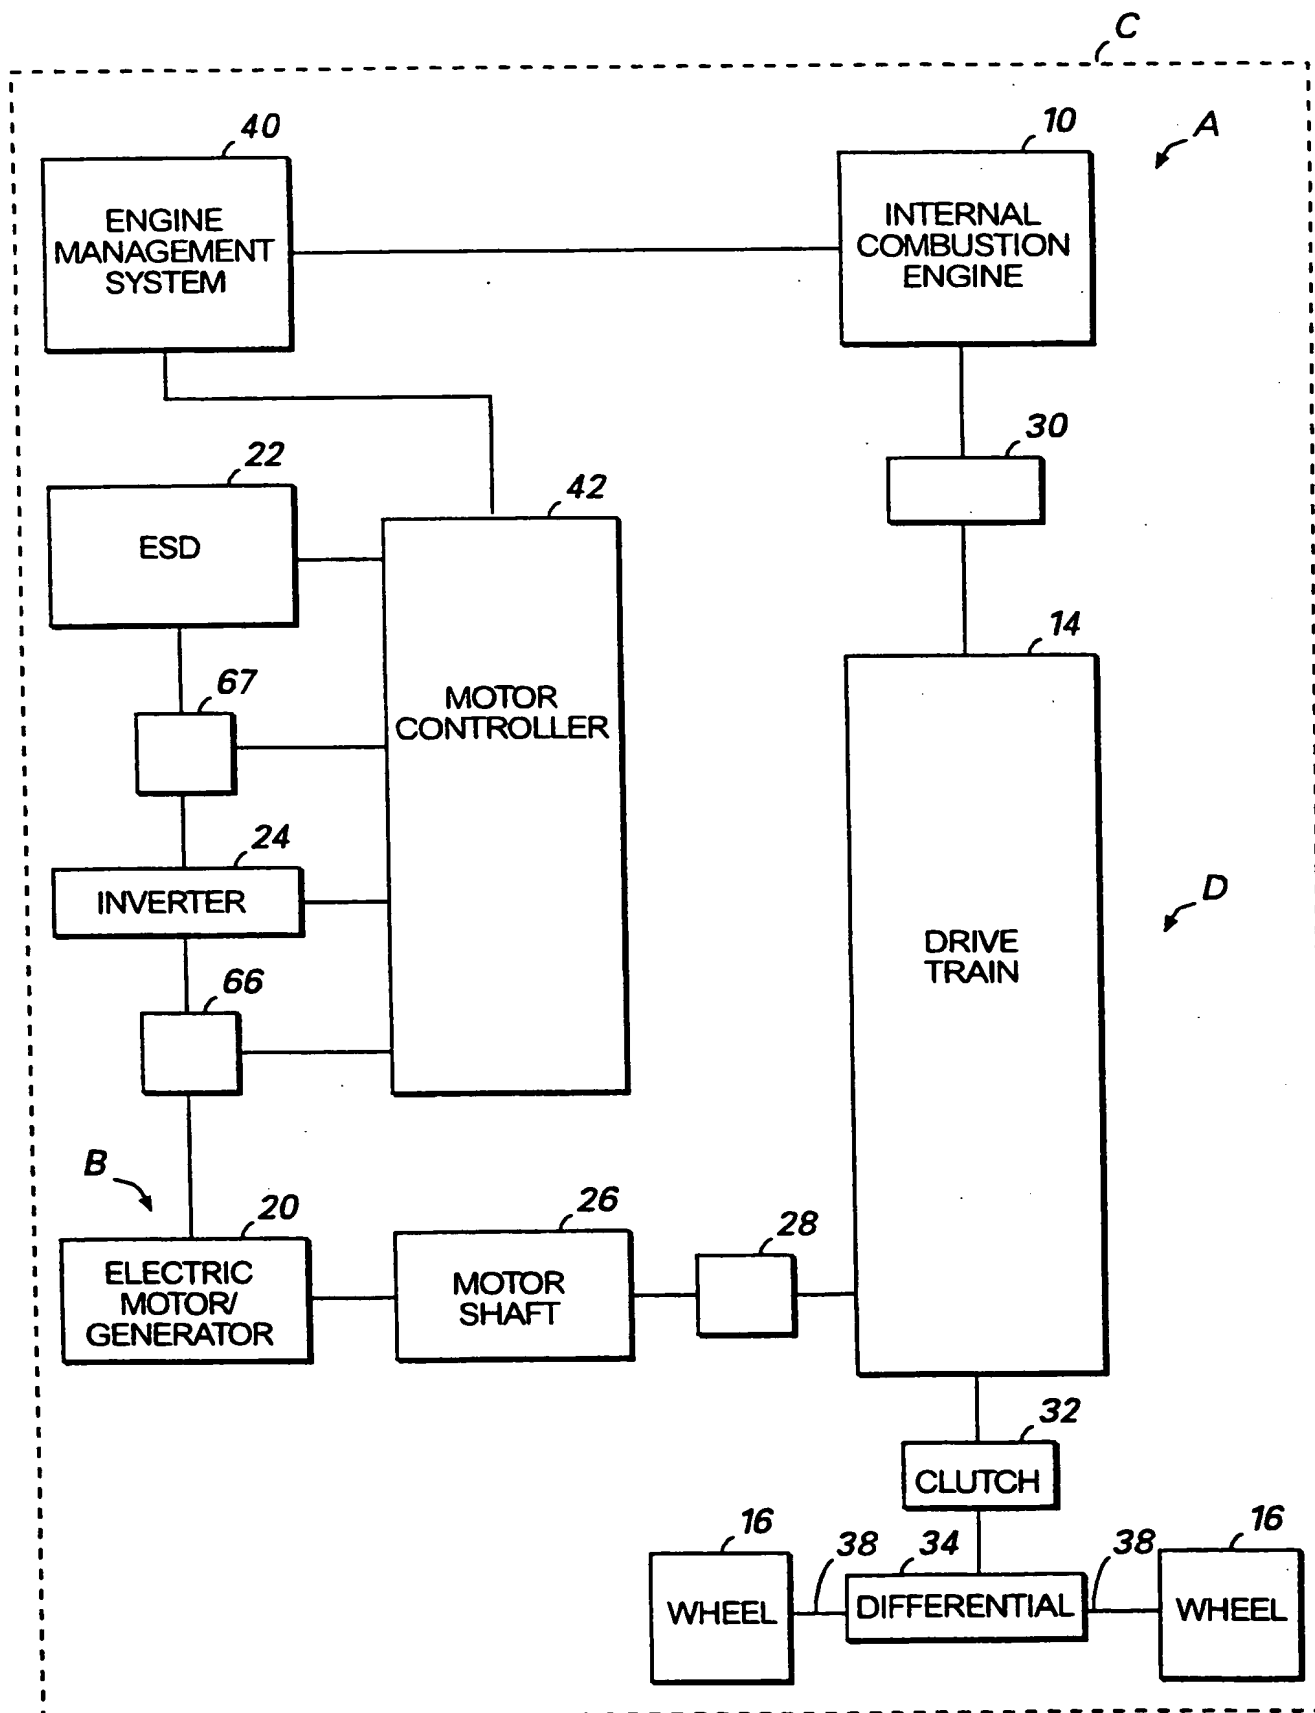 C
40
10
A
ENGINE
MANAGEMENT
SYSTEM
INTERNAL
COMBUSTION
ENGINE
30
22
42
ESD
14
67
MOTOR
CONTROLLER
24
INVERTER
D
DRIVE
TRAIN
66
B
20
26
28
ELECTRIC
MOTOR/
GENERATOR
MOTOR
SHAFT
32
CLUTCH
16
38
34
38
16
WHEEL
DIFFERENTIAL
WHEEL